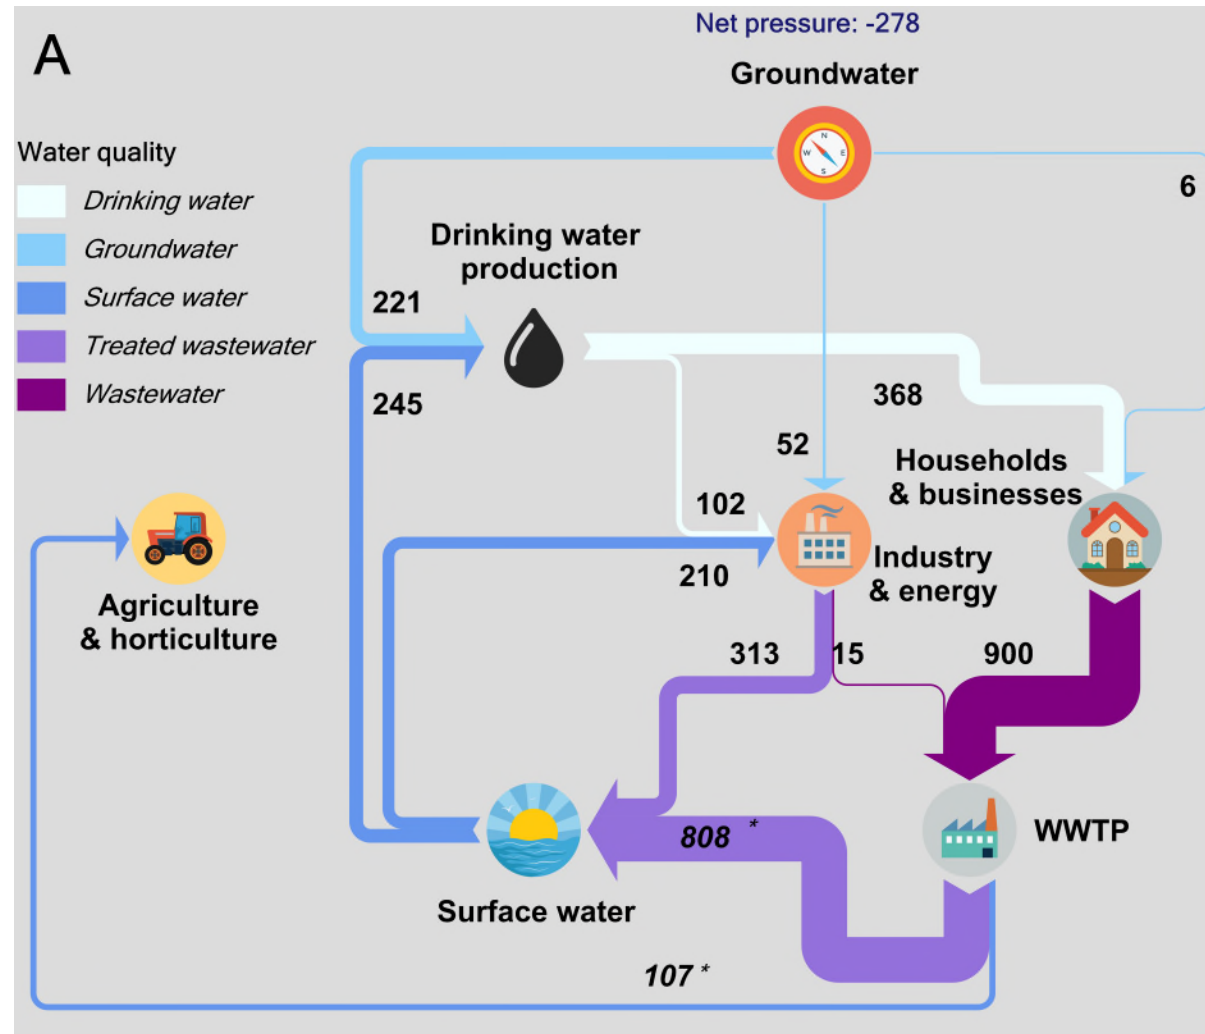 Net pressure: -278
A
Groundwater
N
W
E
S
Water quality
Drinking water
Groundwater
Surface water
Treated wastewater
Wastewater
6
Drinking water
production
221
245
368
52
Households
& businesses
102
Industry
& energy
210
Agriculture
& horticulture
313
15
900
808 *
WWTP
Surface water
107 *